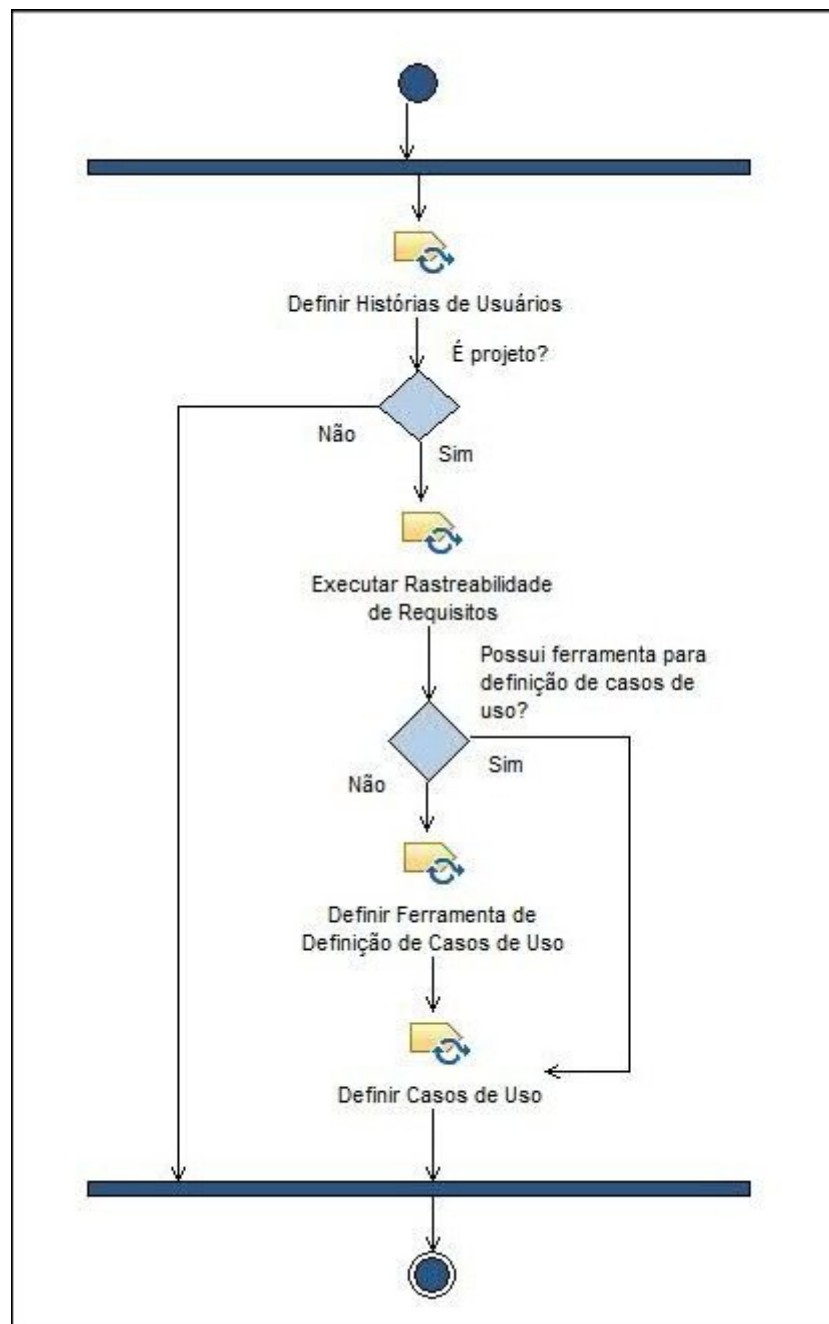 Definir Histórias de Usuários
É projeto?
Não
Sim
Executar Rastreabilidade
de Requisitos
Possui ferramenta para
definição de casos de
uso?
Sim
Não
Definir Ferramenta de
Definição de Casos de Uso
Definir Casos de Uso